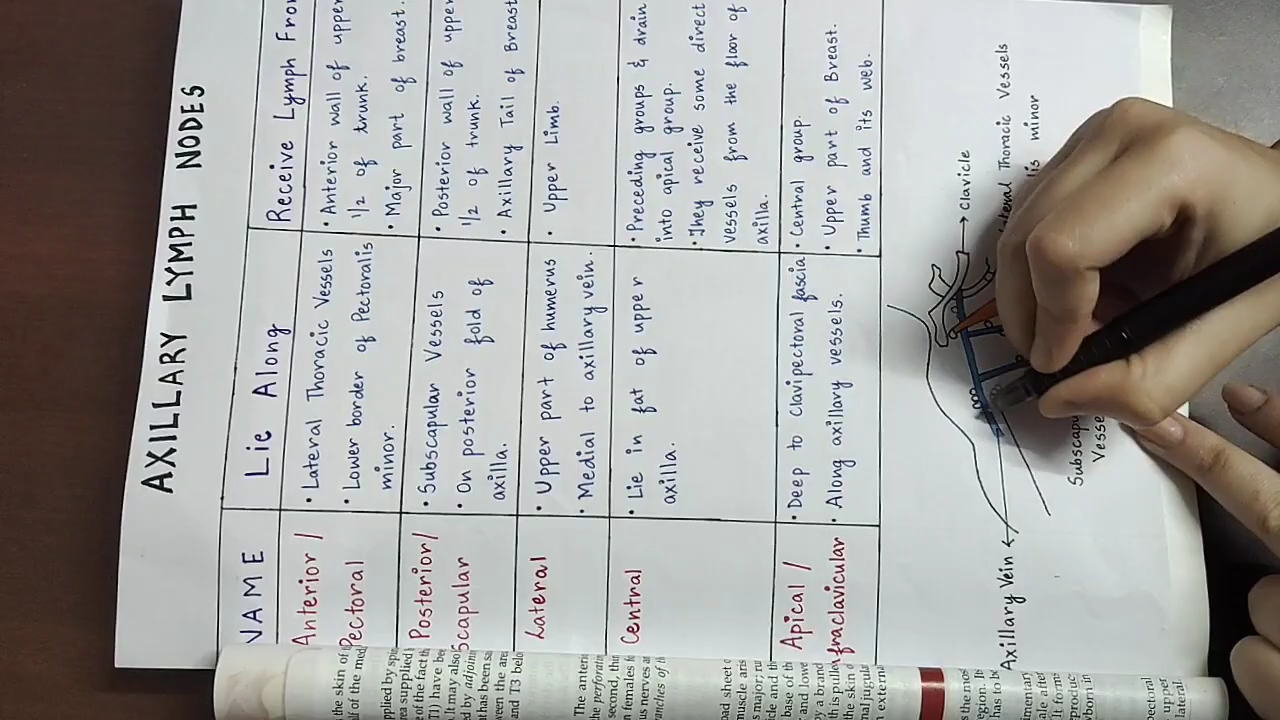 AXILLARY LYMPH NODES
NAME
Lie Along
Receive Lymph From
Anterior /
Pectoral
• Lateral Thoracic Vessels
• Lower border of Pectoralis
minor.
• Anterior wall of upper
1/2 of trunk.
• Major part of breast.
Posterior/
Scapular
• Subscapular Vessels
• On posterior fold of
axilla.
• Posterior wall of upper
1/2 of trunk.
• Axillary Tail of Breast
Lateral
• Upper part of humerus
• Medial to axillary vein.
• Upper Limb.
Central
• Lie in fat of upper
axilla.
• Preceding groups & drain
into apical group.
• They receive some direct
vessels from the floor of
axilla.
Apical /
fraclavicular
• Deep to Clavipectoral fascia
• Along axillary vessels.
• Central group.
• Upper part of Breast.
• Thumb and its web.
Clavicle
Thoracic Vessels
minor
Axillary Vein
Subscapu
Vesse